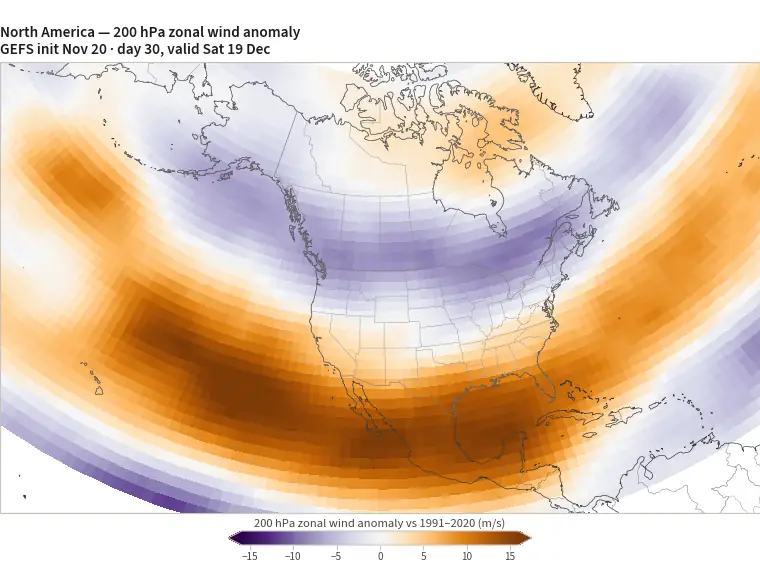 North America — 200 hPa zonal wind anomaly
GEFS init Nov 20 · day 30, valid Sat 19 Dec
200 hPa zonal wind anomaly vs 1991–2020 (m/s)
−15 −10 −5 0 5 10 15